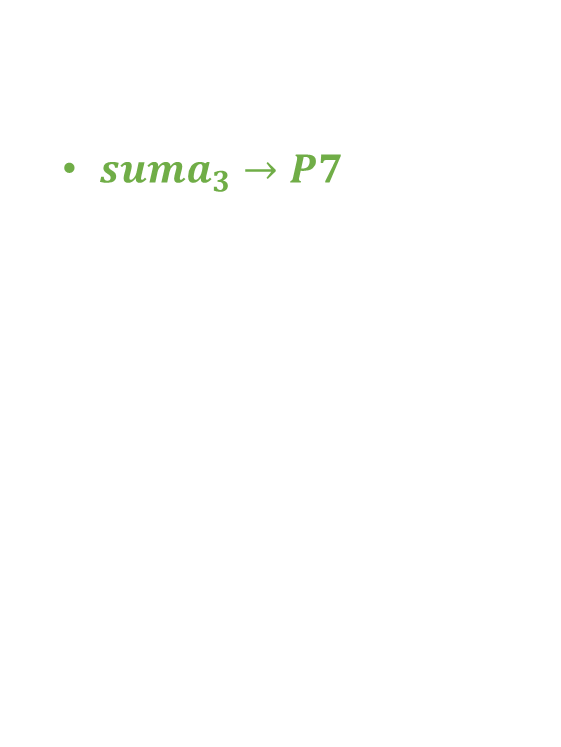 • suma₃ → P7